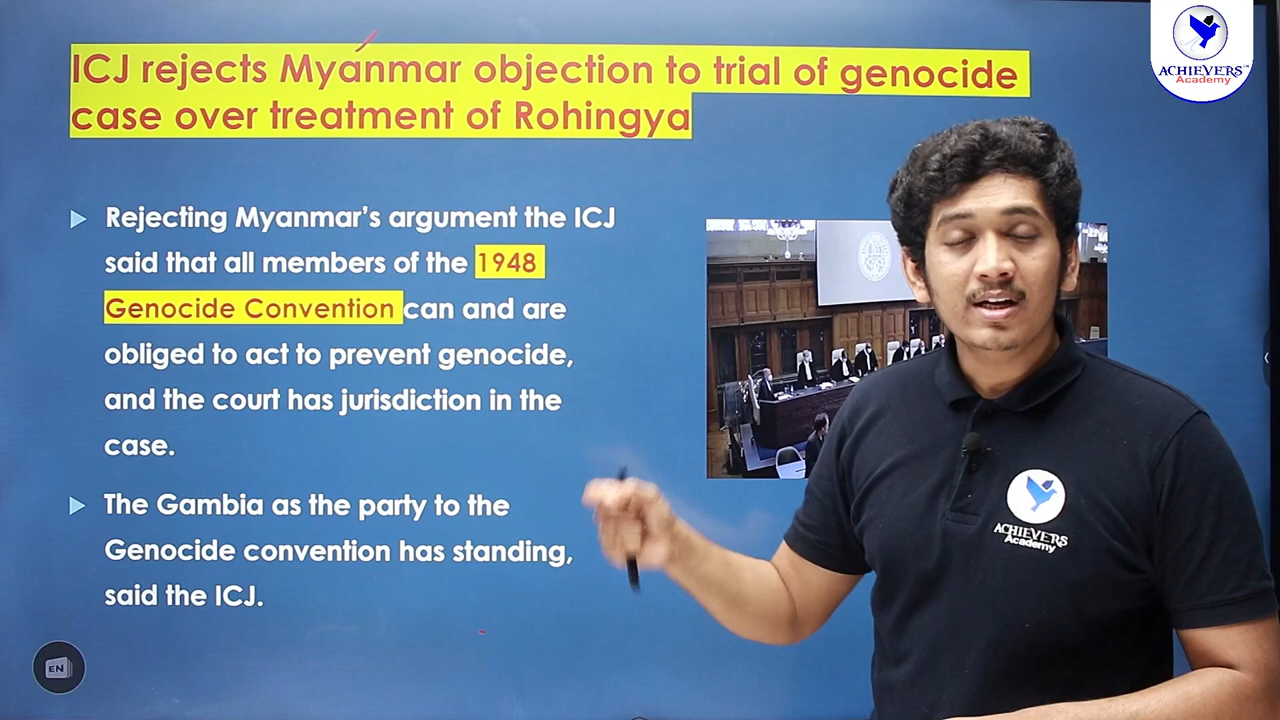 ICJ rejects Myanmar objection to trial of genocide
case over treatment of Rohingya
Rejecting Myanmar's argument the ICJ
said that all members of the 1948
Genocide Convention can and are
obliged to act to prevent genocide,
and the court has jurisdiction in the
case.
The Gambia as the party to the
Genocide convention has standing,
said the ICJ.
EN
ACHIEVERS™
Academy
ACHIEVERS
Academy